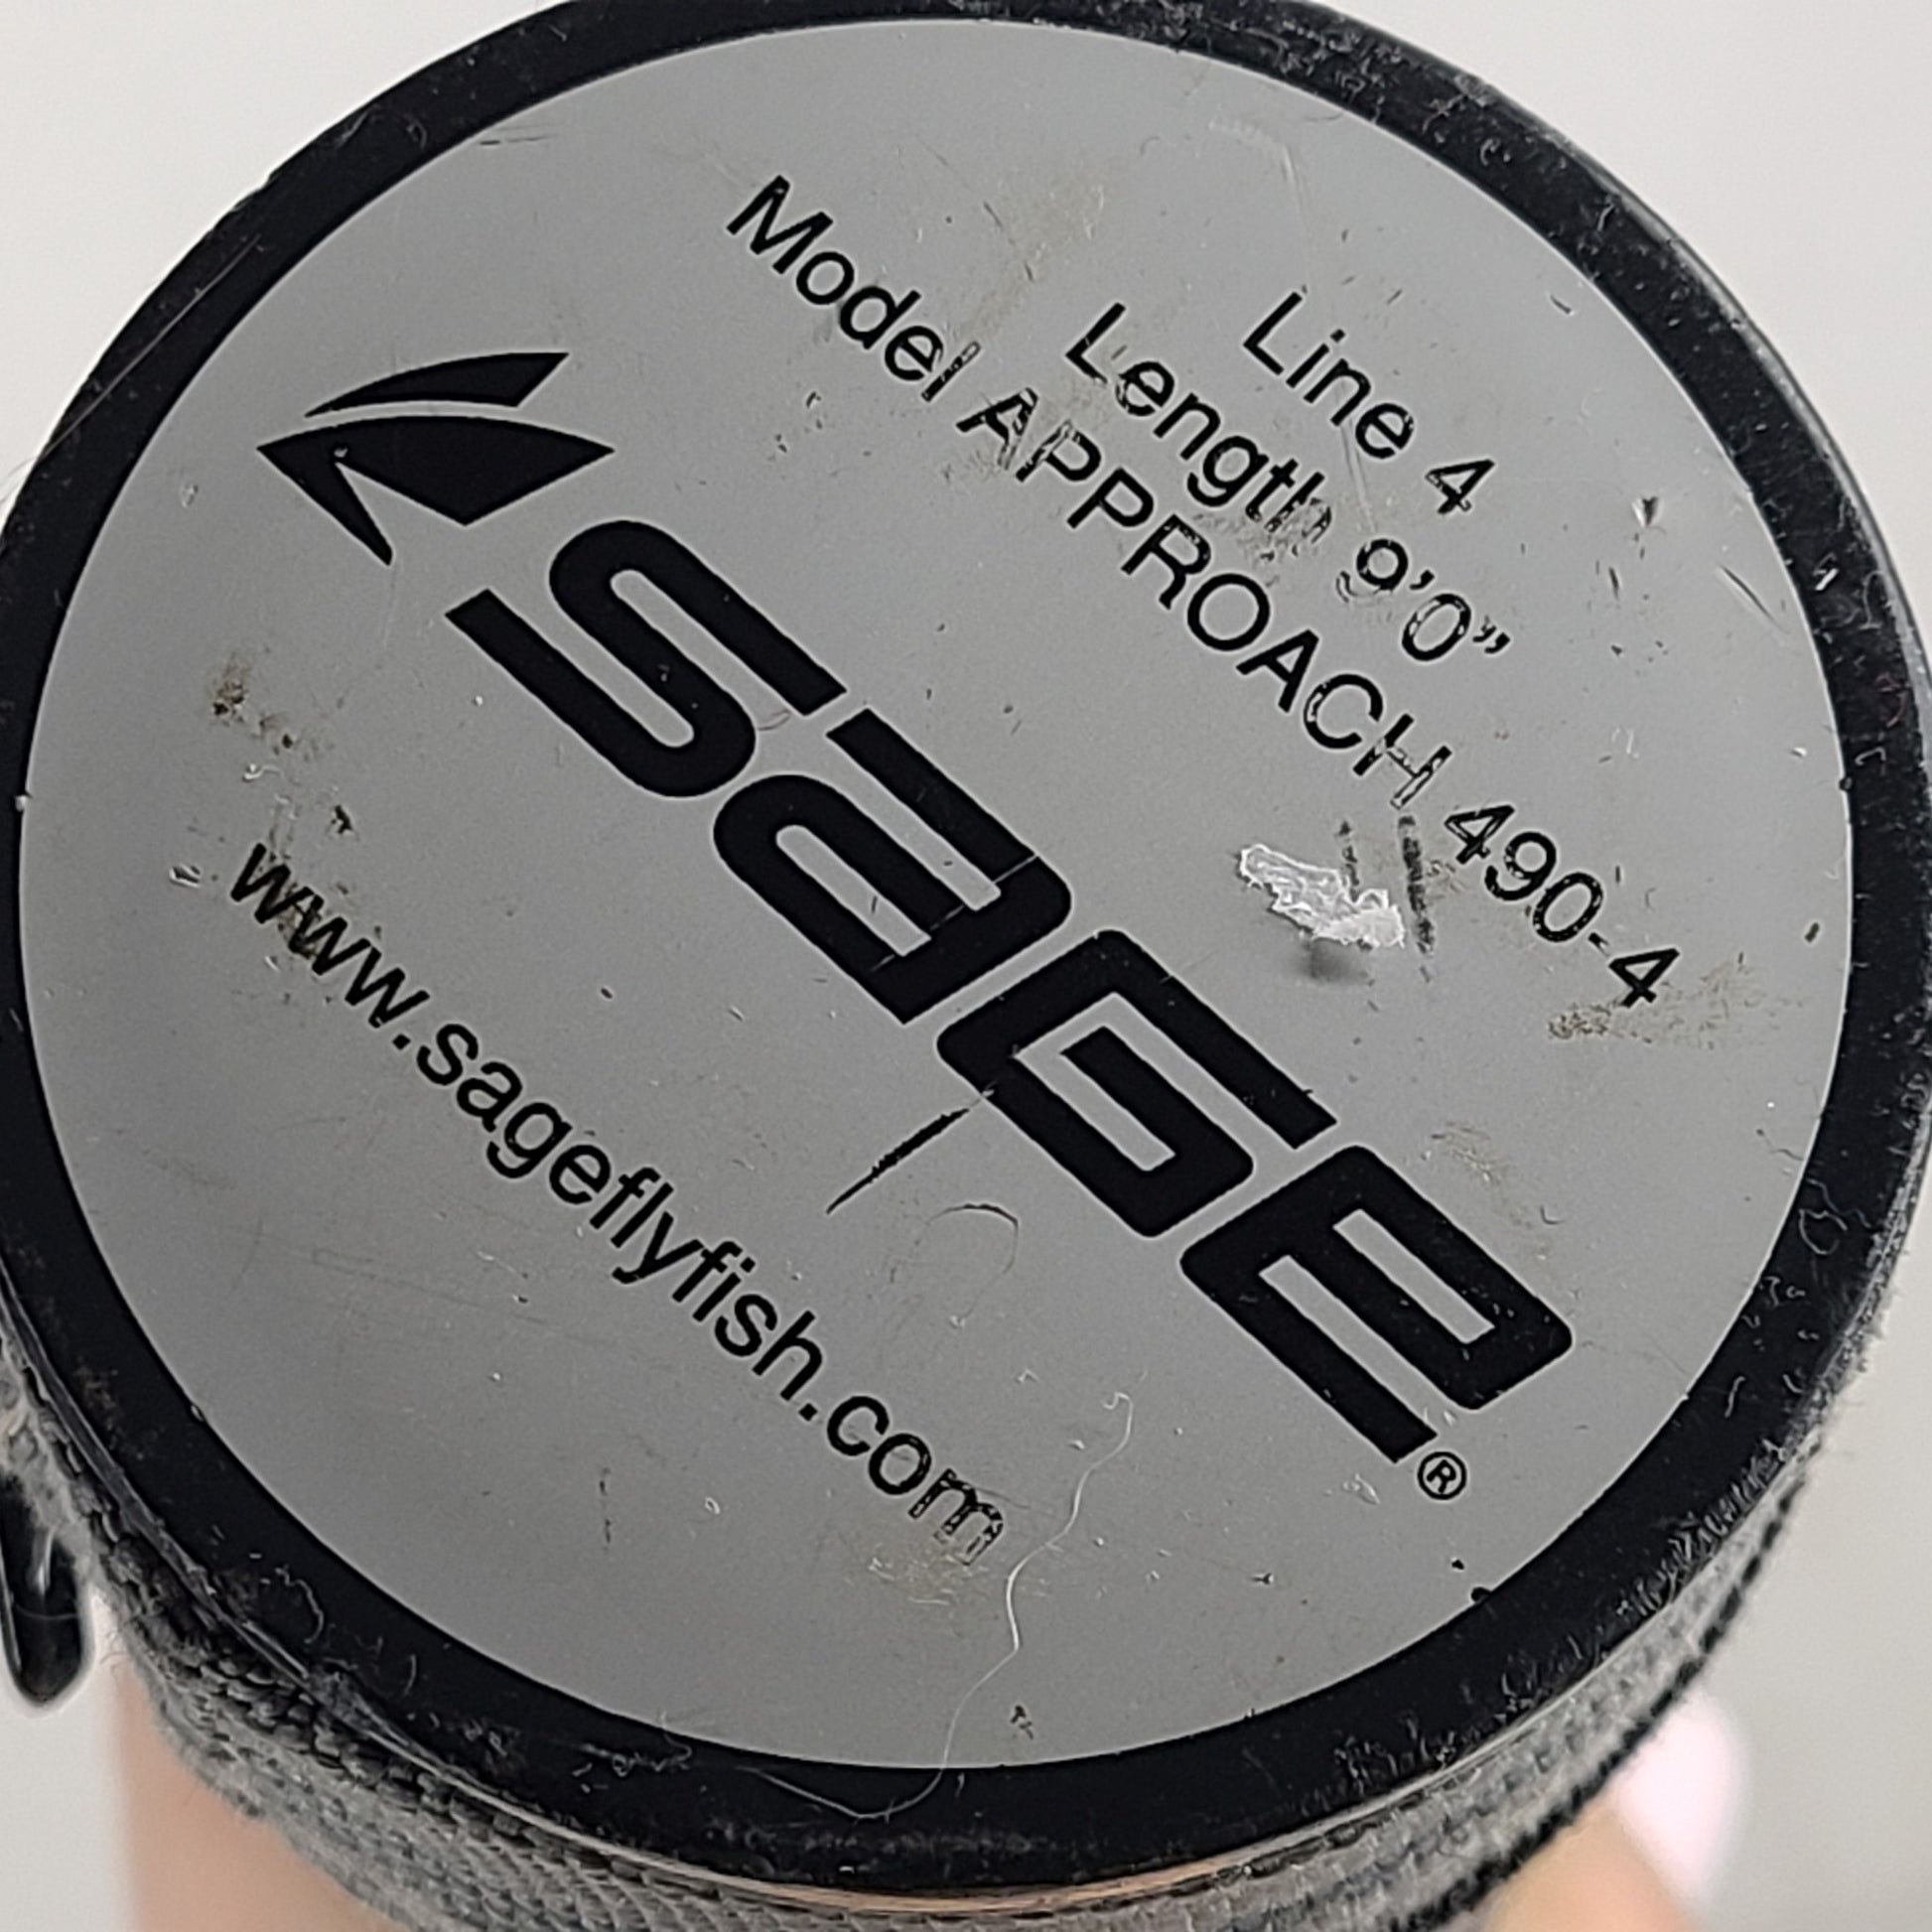 Line 4
Length 9'0"
Model APPROACH 490-4
SAGE®
www.sageflyfish.com